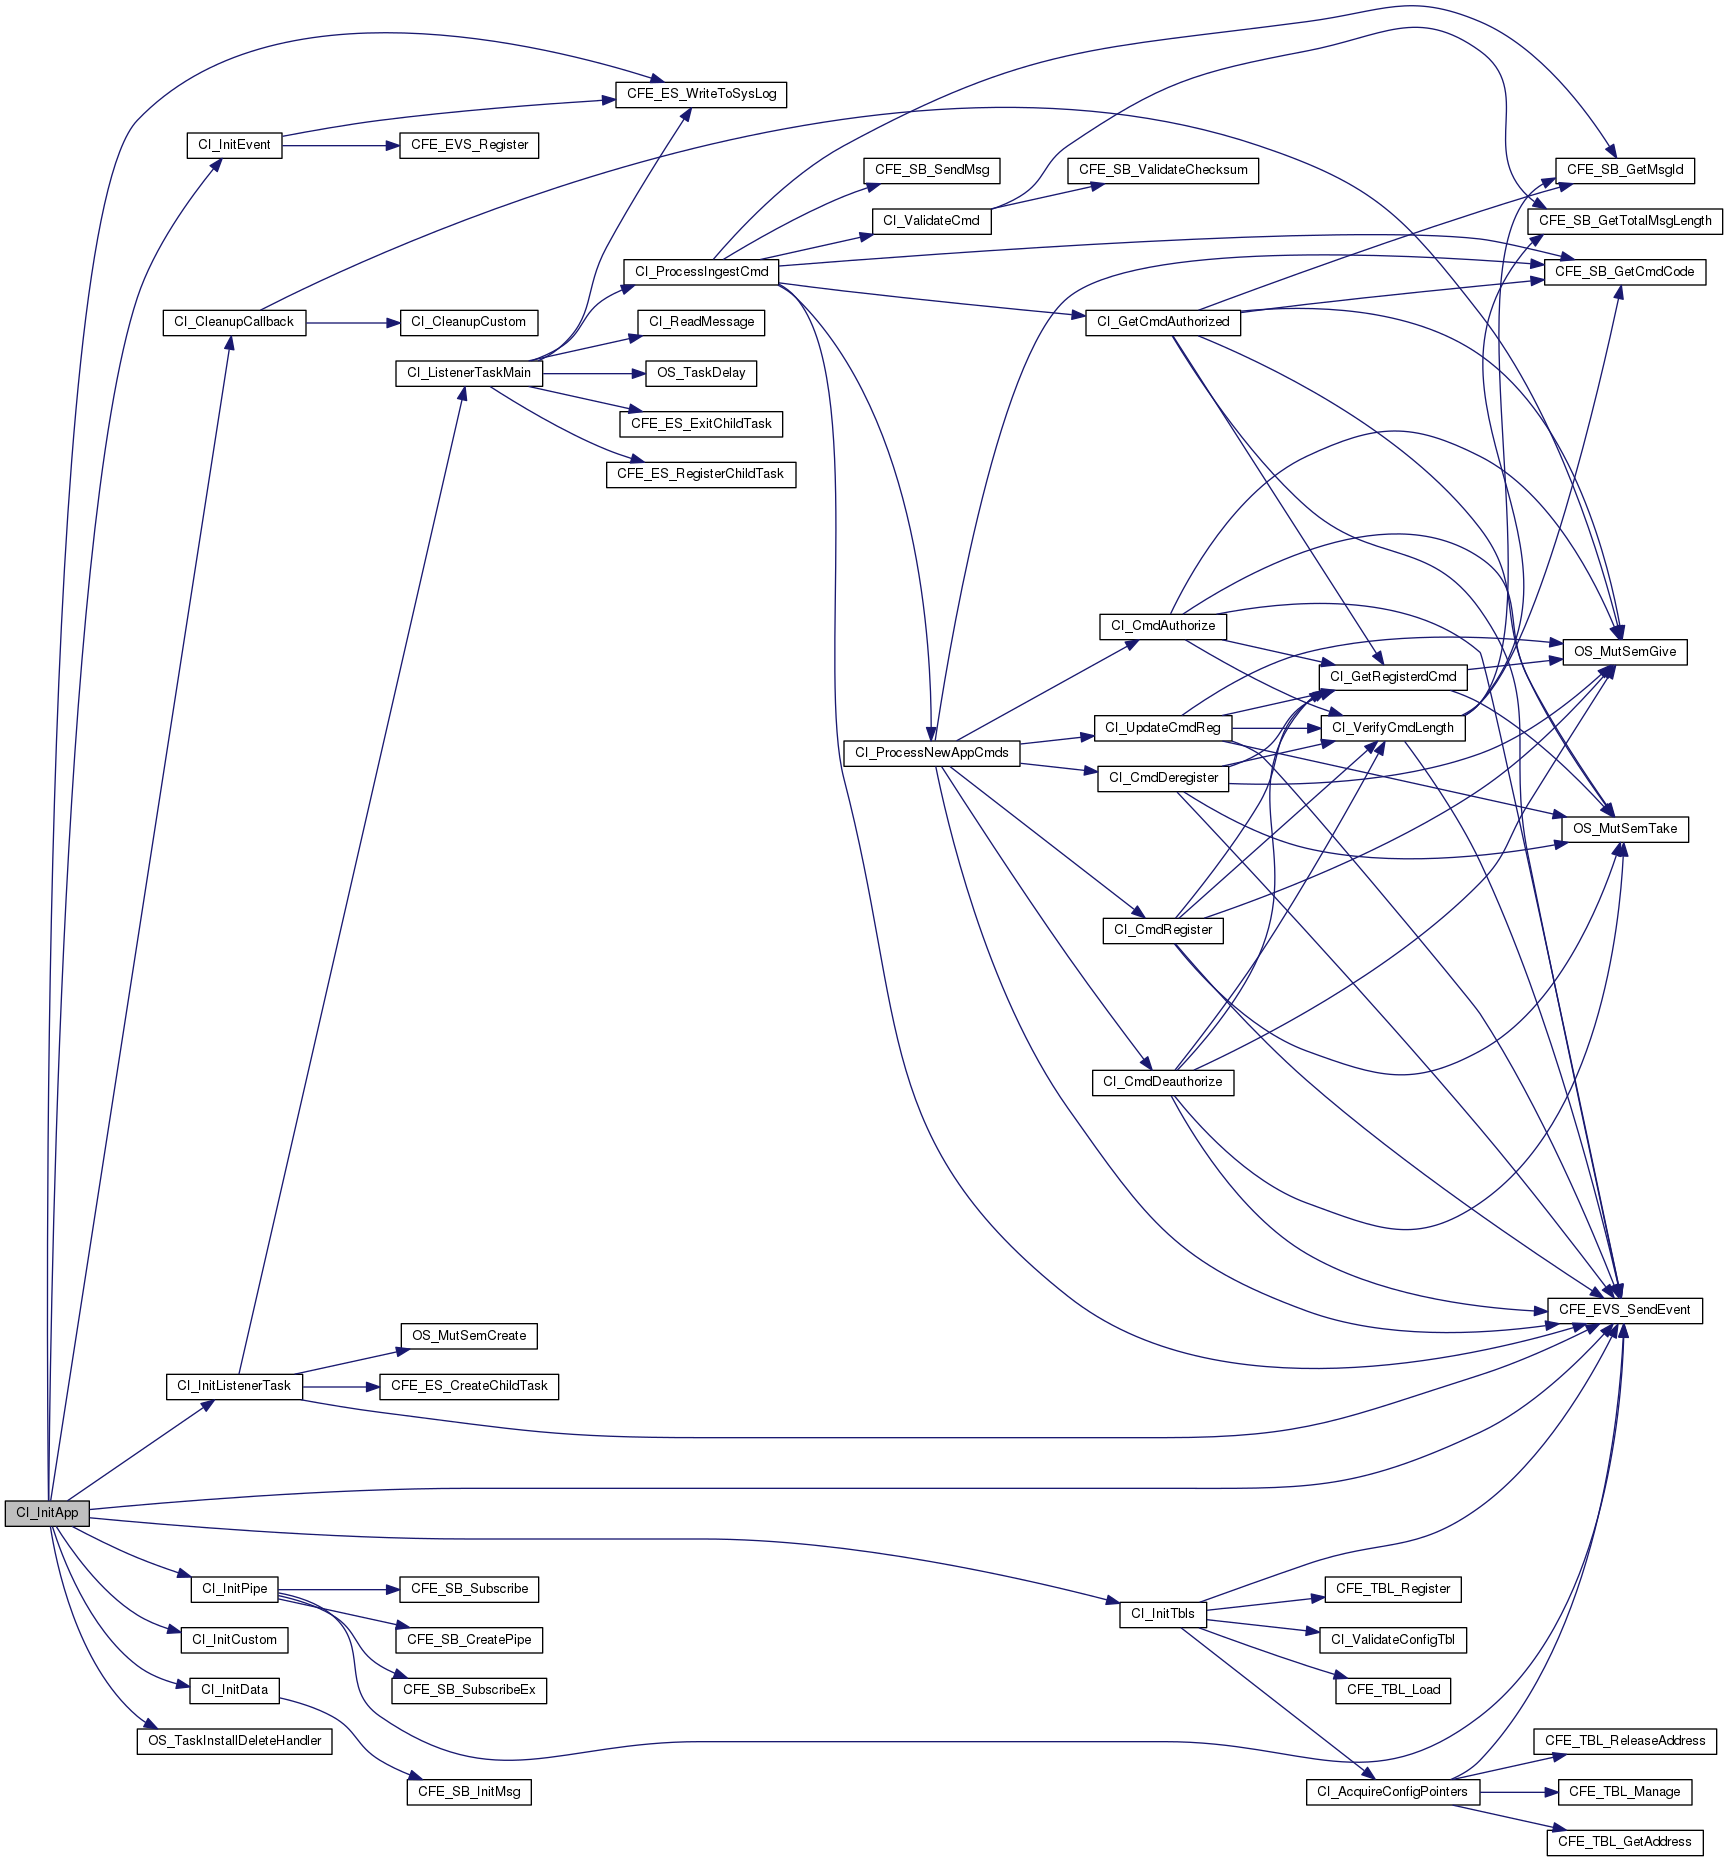 CFE_ES_WriteToSysLog
CI_InitEvent
CFE_EVS_Register
CFE_SB_SendMsg
CFE_SB_ValidateChecksum
CFE_SB_GetMsgId
CI_ValidateCmd
CFE_SB_GetTotalMsgLength
CI_ProcessIngestCmd
CFE_SB_GetCmdCode
CI_CleanupCallback
CI_CleanupCustom
CI_ReadMessage
CI_GetCmdAuthorized
CI_ListenerTaskMain
OS_TaskDelay
CFE_ES_ExitChildTask
CFE_ES_RegisterChildTask
CI_CmdAuthorize
OS_MutSemGive
CI_GetRegisterdCmd
CI_UpdateCmdReg
CI_VerifyCmdLength
CI_ProcessNewAppCmds
CI_CmdDeregister
OS_MutSemTake
CI_CmdRegister
CI_CmdDeauthorize
CFE_EVS_SendEvent
OS_MutSemCreate
CI_InitListenerTask
CFE_ES_CreateChildTask
CI_InitApp
CI_InitPipe
CFE_SB_Subscribe
CFE_TBL_Register
CI_InitTbls
CI_InitCustom
CFE_SB_CreatePipe
CI_ValidateConfigTbl
CI_InitData
CFE_SB_SubscribeEx
CFE_TBL_Load
OS_TaskInstallDeleteHandler
CFE_TBL_ReleaseAddress
CFE_SB_InitMsg
CI_AcquireConfigPointers
CFE_TBL_Manage
CFE_TBL_GetAddress